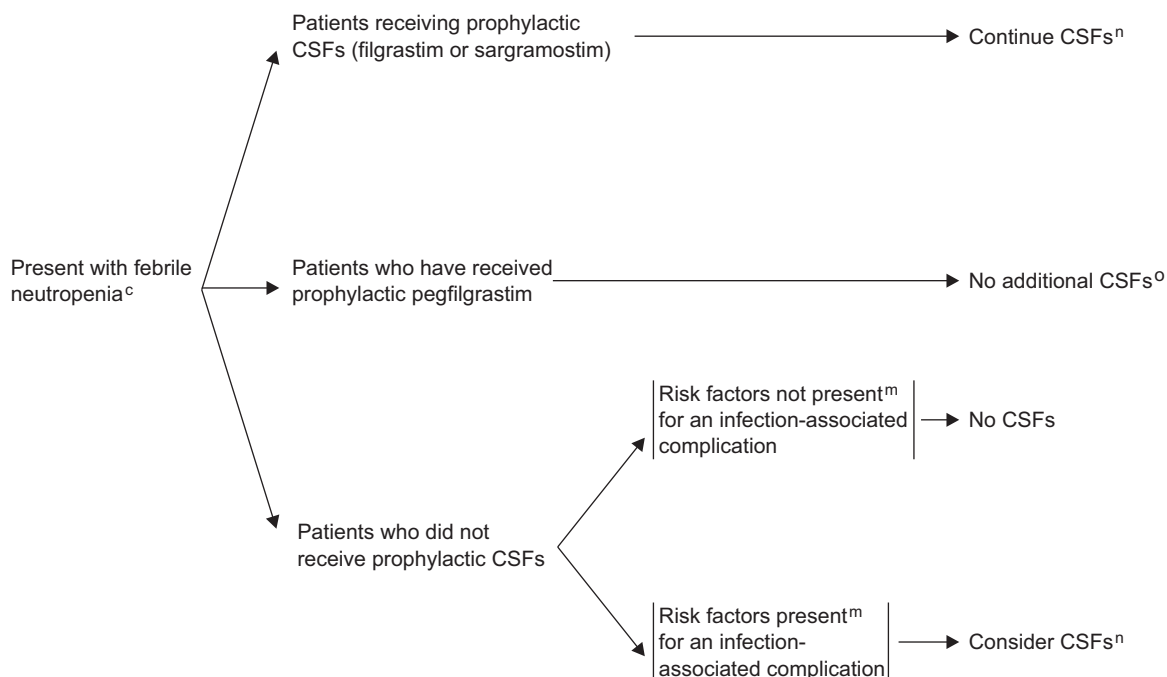 Patients receiving prophylactic
CSFs (filgrastim or sargramostim)
Continue CSFsⁿ
Present with febrile
neutropeniaᶜ
Patients who have received
prophylactic pegfilgrastim
No additional CSFsᵒ
Risk factors not presentᵐ
for an infection-associated
complication
No CSFs
Patients who did not
receive prophylactic CSFs
Risk factors presentᵐ
for an infection-
associated complication
Consider CSFsⁿ